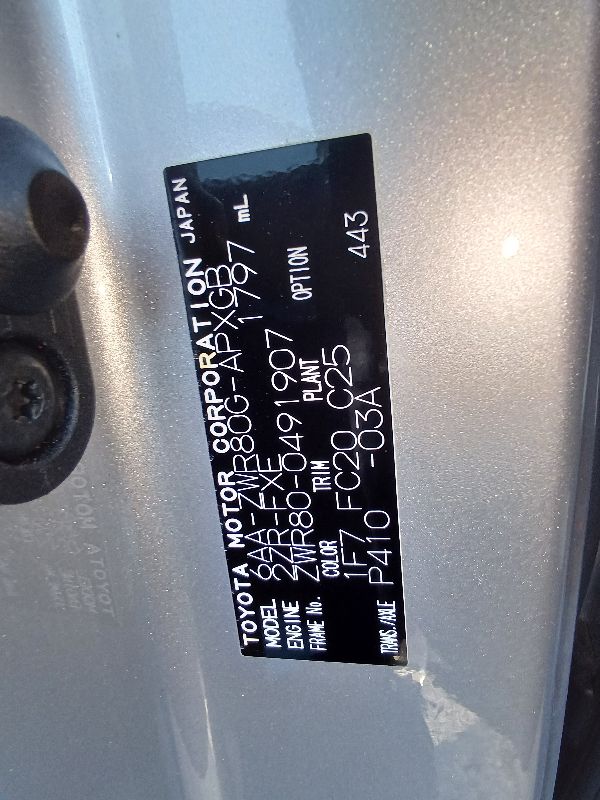 TOYOTA MOTOR CORPORATION JAPAN
MODEL 6AA-ZWR80G-APXGB
ENGINE 2ZR-FXE 1797 mL
FRAME No. ZWR80-0491907
COLOR TRIM PLANT OPTION
1F7 FC20 C25
TRANS./AXLE P410 -03A 443